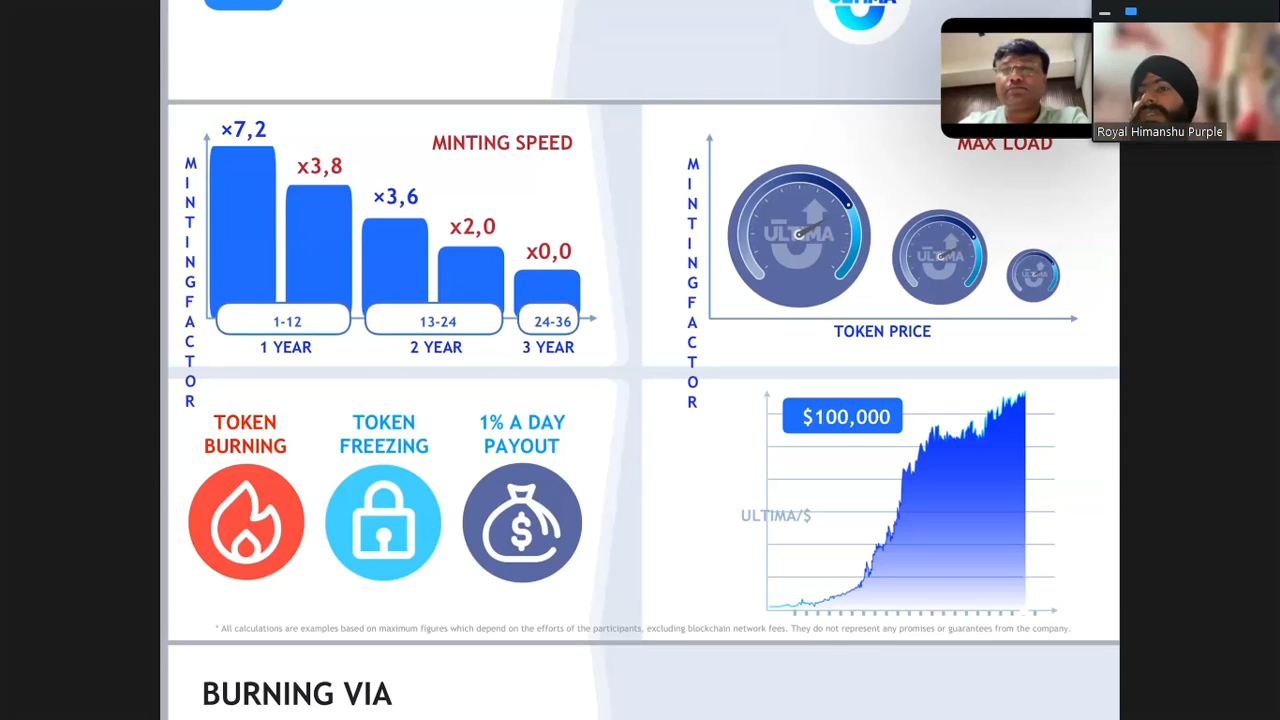 ULTIMA
Royal Himanshu Purple
MINTING SPEED
MINTINGFACTOR
×7,2
x3,8
×3,6
x2,0
x0,0
1-12
13-24
24-36
1 YEAR
2 YEAR
3 YEAR
MAX LOAD
MINTINGFACTOR
ULTIMA
ULTIMA
ULTIMA
TOKEN PRICE
TOKEN
BURNING
TOKEN
FREEZING
1% A DAY
PAYOUT
$100,000
ULTIMA/$
* All calculations are examples based on maximum figures which depend on the efforts of the participants, excluding blockchain network fees. They do not represent any promises or guarantees from the company.
BURNING VIA